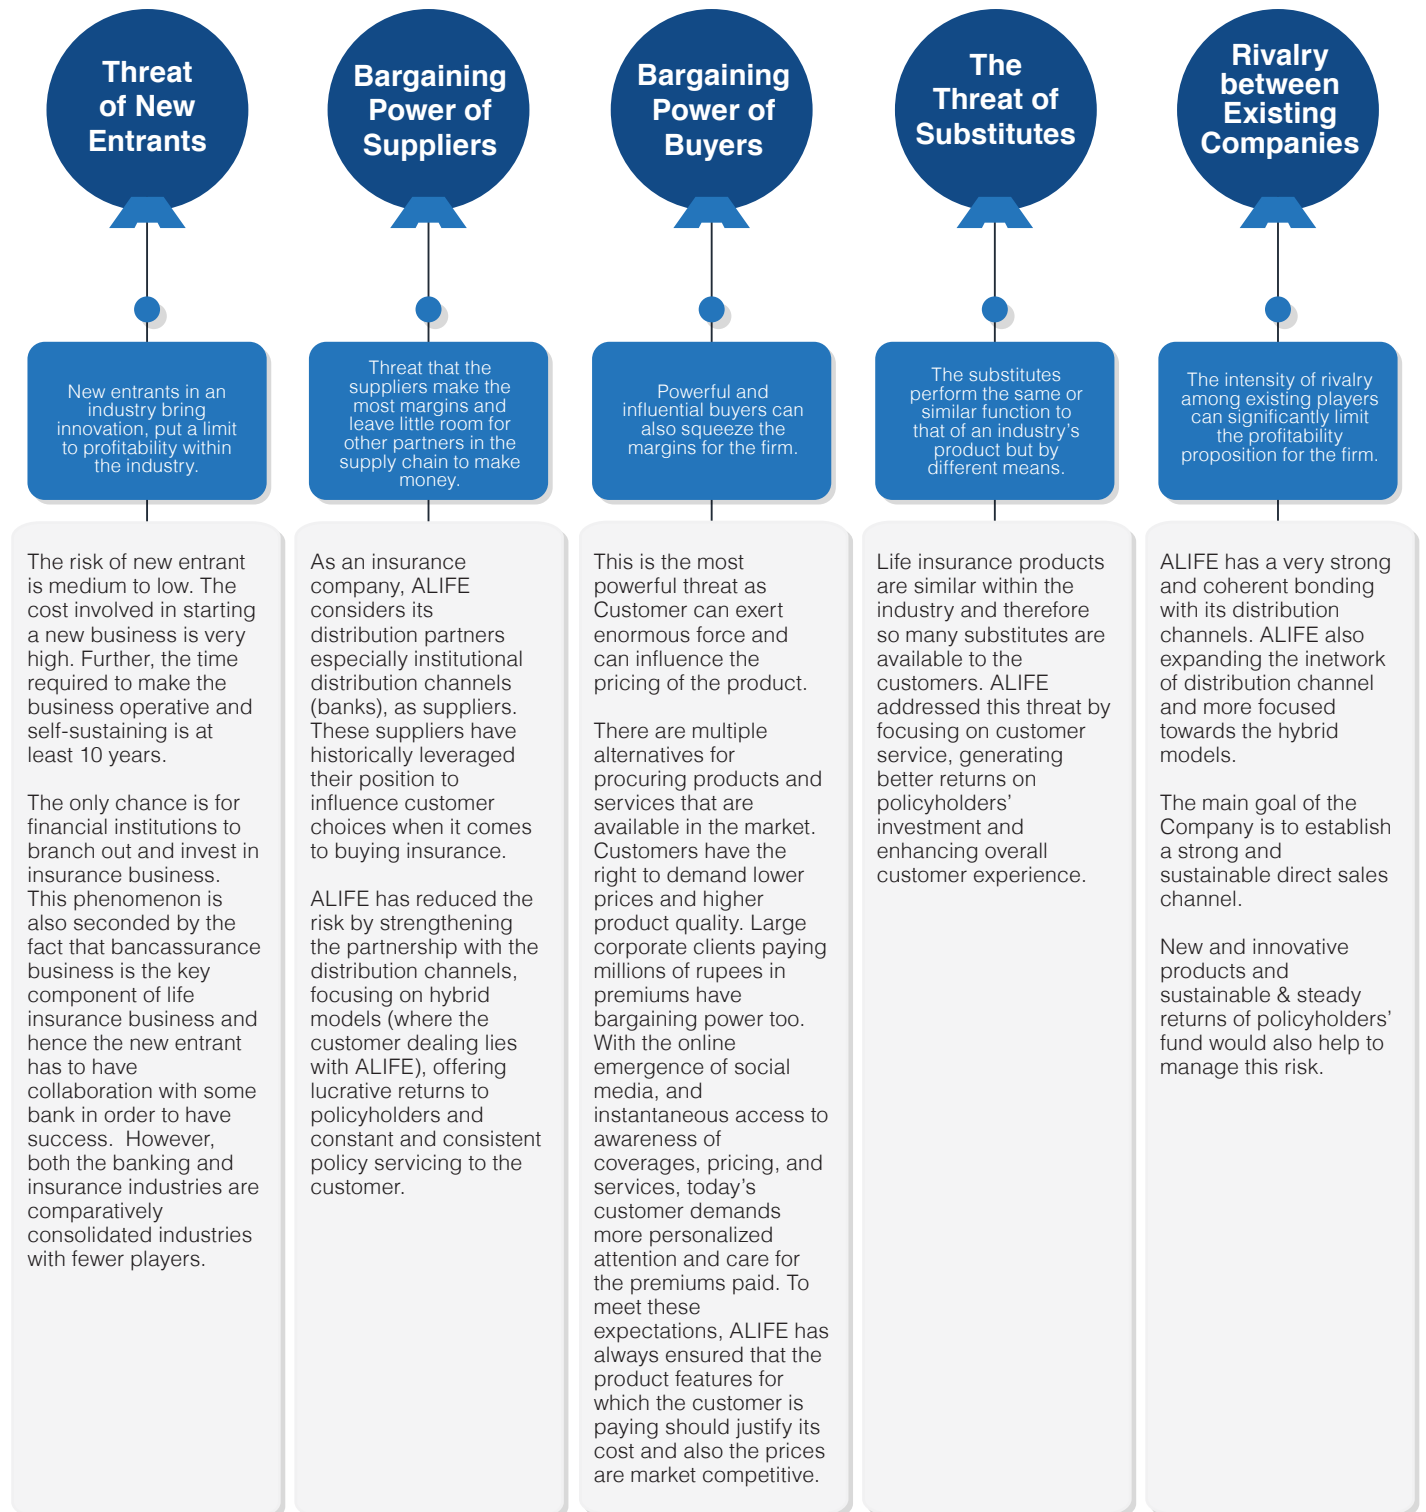 Threat
of New
Entrants
New entrants in an
industry bring
innovation, put a limit
to profitability within
the industry.
The risk of new entrant
is medium to low. The
cost involved in starting
a new business is very
high. Further, the time
required to make the
business operative and
self-sustaining is at
least 10 years.
The only chance is for
financial institutions to
branch out and invest in
insurance business.
This phenomenon is
also seconded by the
fact that bancassurance
business is the key
component of life
insurance business and
hence the new entrant
has to have
collaboration with some
bank in order to have
success.  However,
both the banking and
insurance industries are
comparatively
consolidated industries
with fewer players.
Bargaining
Power of
Suppliers
Threat that the
suppliers make the
most margins and
leave little room for
other partners in the
supply chain to make
money.
As an insurance
company, ALIFE
considers its
distribution partners
especially institutional
distribution channels
(banks), as suppliers.
These suppliers have
historically leveraged
their position to
influence customer
choices when it comes
to buying insurance.
ALIFE has reduced the
risk by strengthening
the partnership with the
distribution channels,
focusing on hybrid
models (where the
customer dealing lies
with ALIFE), offering
lucrative returns to
policyholders and
constant and consistent
policy servicing to the
customer.
Bargaining
Power of
Buyers
Powerful and
influential buyers can
also squeeze the
margins for the firm.
This is the most
powerful threat as
Customer can exert
enormous force and
can influence the
pricing of the product.
There are multiple
alternatives for
procuring products and
services that are
available in the market.
Customers have the
right to demand lower
prices and higher
product quality. Large
corporate clients paying
millions of rupees in
premiums have
bargaining power too.
With the online
emergence of social
media, and
instantaneous access to
awareness of
coverages, pricing, and
services, today's
customer demands
more personalized
attention and care for
the premiums paid. To
meet these
expectations, ALIFE has
always ensured that the
product features for
which the customer is
paying should justify its
cost and also the prices
are market competitive.
The
Threat of
Substitutes
The substitutes
perform the same or
similar function to
that of an industry's
product but by
different means.
Life insurance products
are similar within the
industry and therefore
so many substitutes are
available to the
customers. ALIFE
addressed this threat by
focusing on customer
service, generating
better returns on
policyholders'
investment and
enhancing overall
customer experience.
Rivalry
between
Existing
Companies
The intensity of rivalry
among existing players
can significantly limit
the profitability
proposition for the firm.
ALIFE has a very strong
and coherent bonding
with its distribution
channels. ALIFE also
expanding the inetwork
of distribution channel
and more focused
towards the hybrid
models.
The main goal of the
Company is to establish
a strong and
sustainable direct sales
channel.
New and innovative
products and
sustainable & steady
returns of policyholders'
fund would also help to
manage this risk.